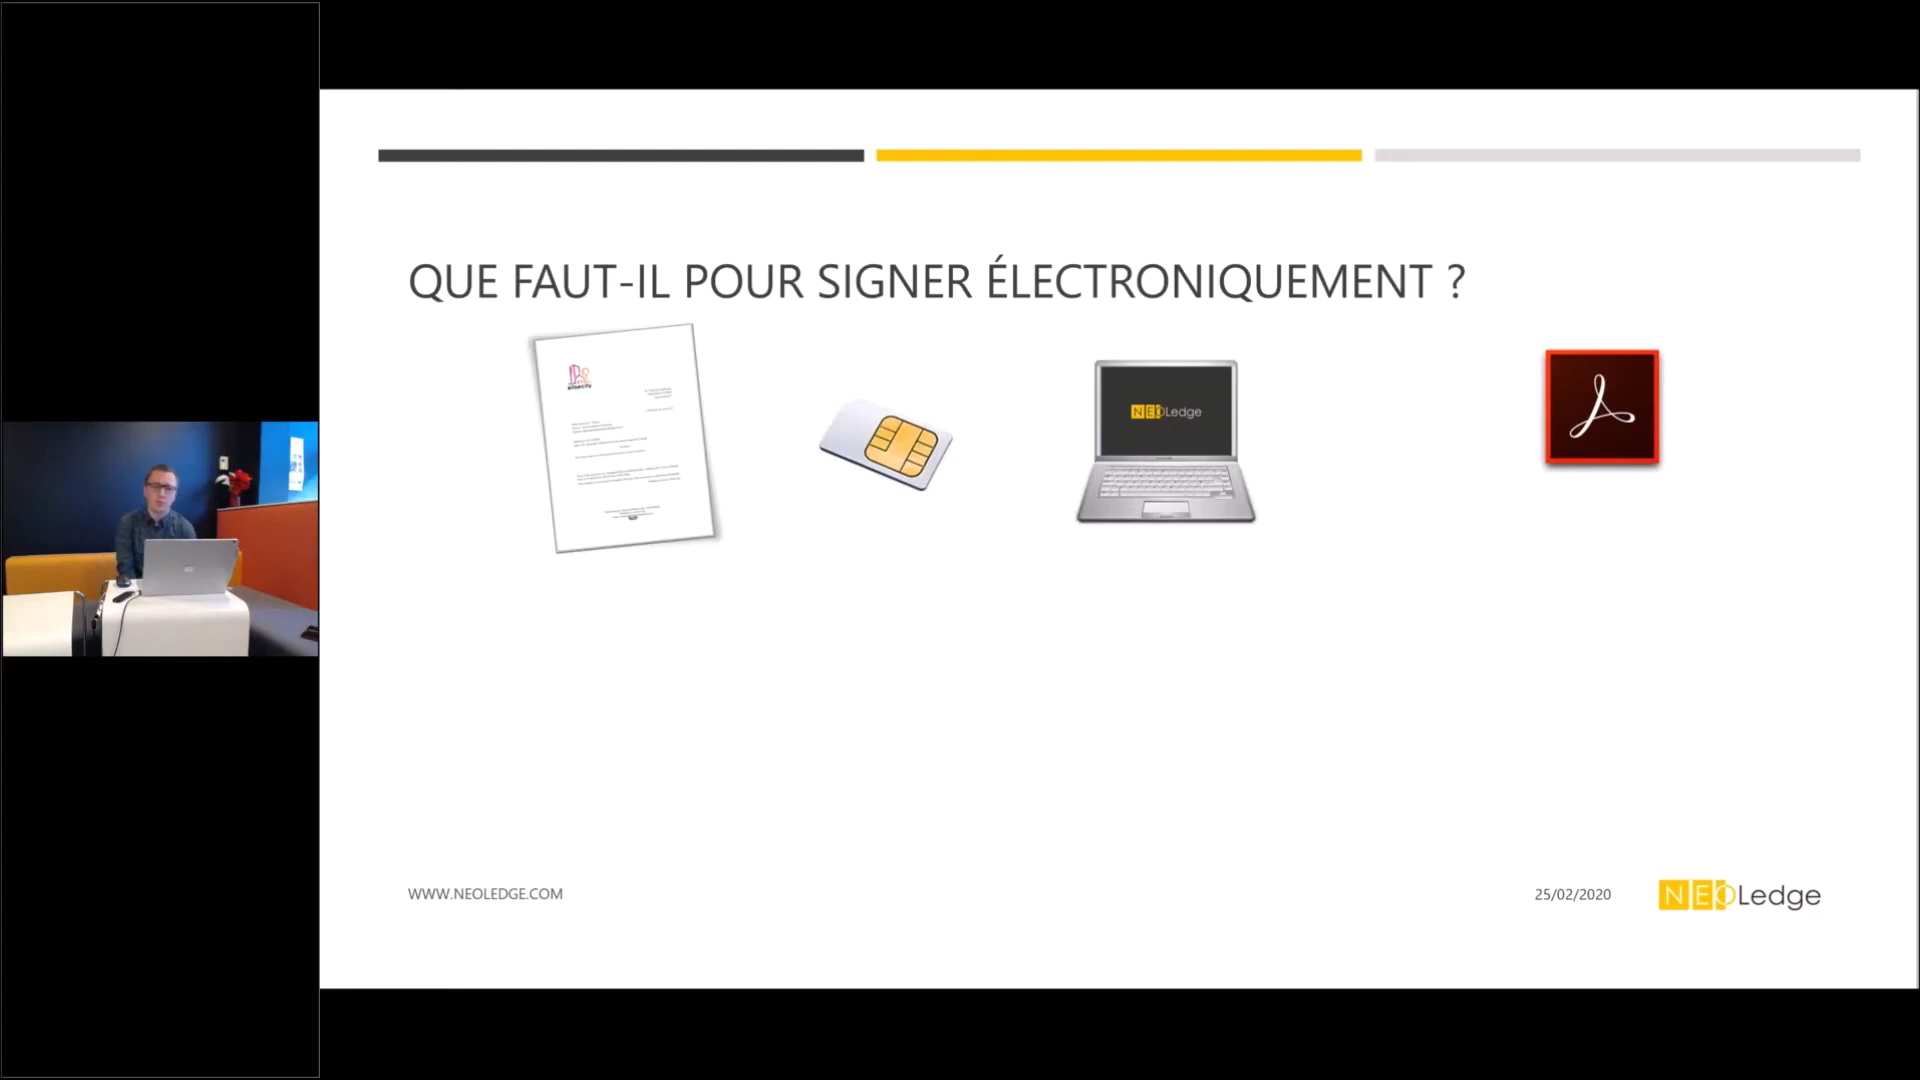 QUE FAUT-IL POUR SIGNER ÉLECTRONIQUEMENT ?
NEOLedge
WWW.NEOLEDGE.COM
25/02/2020
NEOLedge